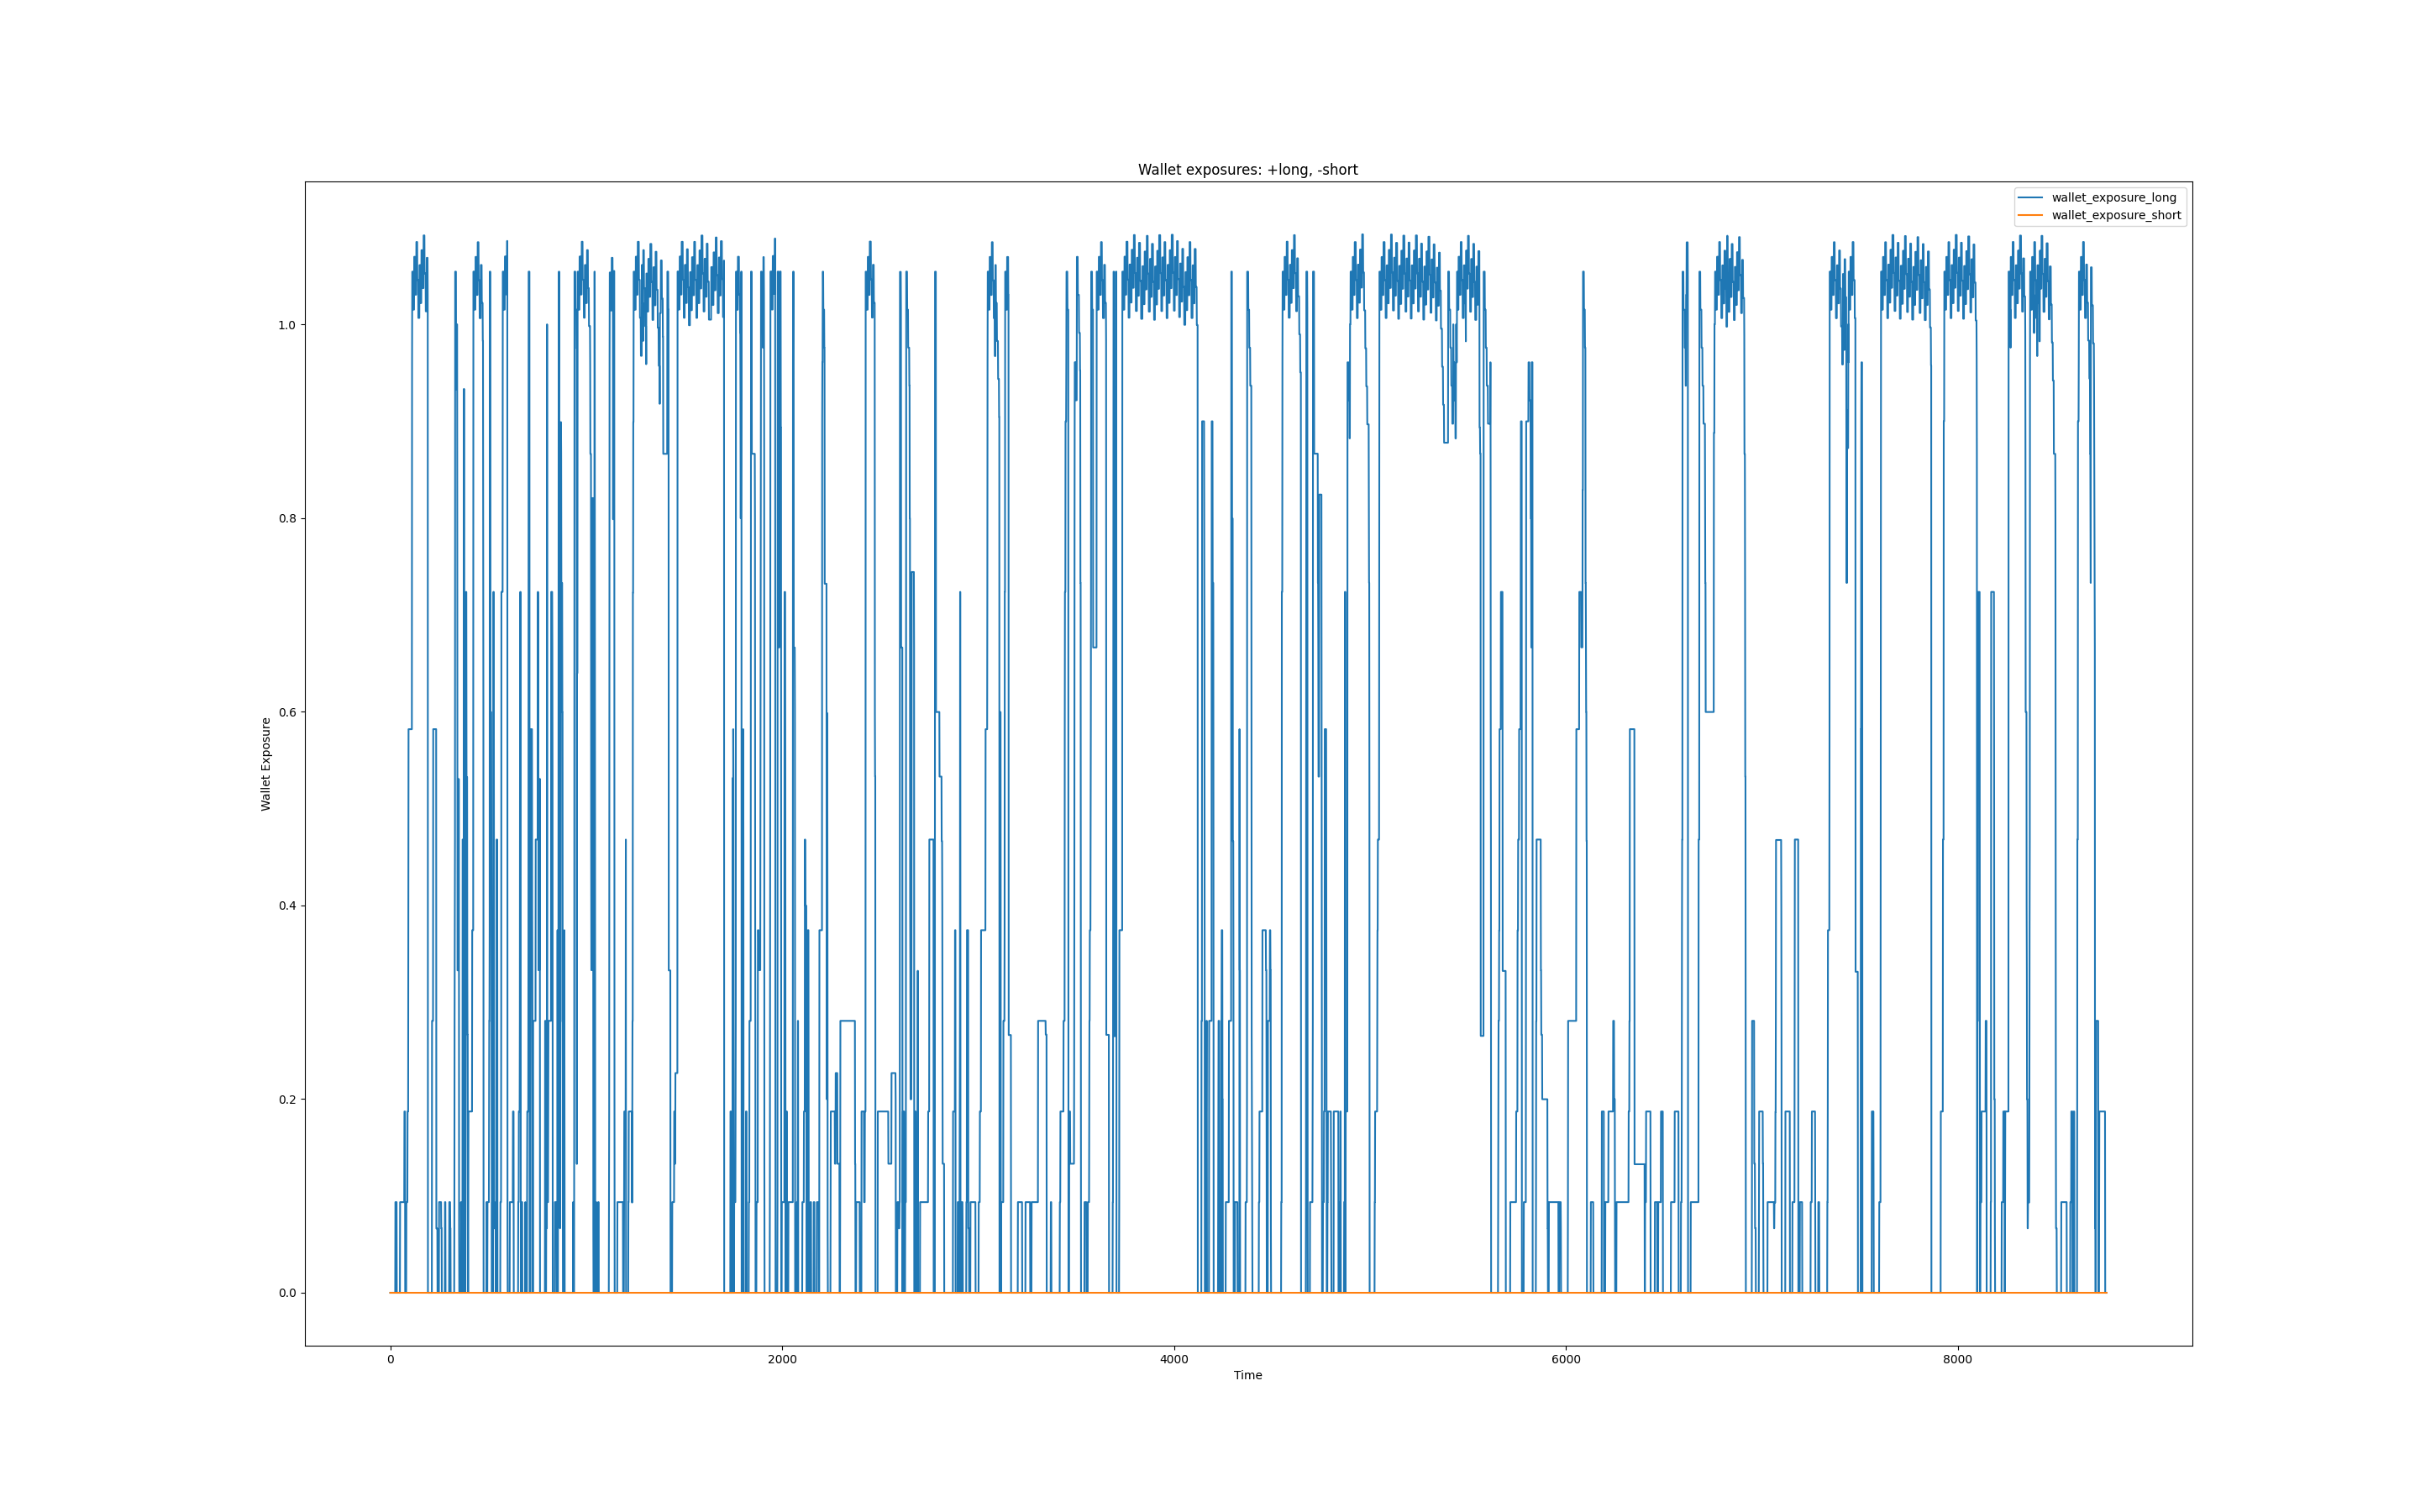 Wallet exposures: +long, -short
wallet_exposure_long
wallet_exposure_short
1.0
0.8
0.6
0.4
0.2
0.0
Wallet Exposure
0 2000 4000 6000 8000
Time